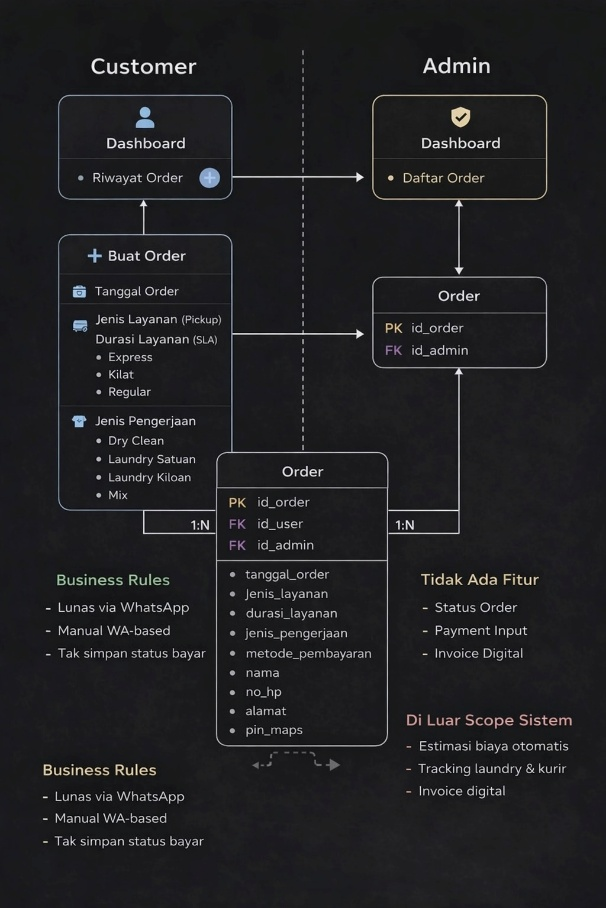 Customer
Admin
Dashboard
Riwayat Order
Dashboard
Daftar Order
Buat Order
Tanggal Order
Jenis Layanan (Pickup)
Durasi Layanan (SLA)
Express
Kilat
Regular
Jenis Pengerjaan
Dry Clean
Laundry Satuan
Laundry Kiloan
Mix
Order
PK id_order
FK id_admin
Order
PK id_order
FK id_user
FK id_admin
1:N
1:N
tanggal_order
jenis_layanan
durasi_layanan
jenis_pengerjaan
metode_pembayaran
nama
no_hp
alamat
pin_maps
Business Rules
- Lunas via WhatsApp
- Manual WA-based
- Tak simpan status bayar
Tidak Ada Fitur
- Status Order
- Payment Input
- Invoice Digital
Di Luar Scope Sistem
- Estimasi biaya otomatis
- Tracking laundry & kurir
- Invoice digital
Business Rules
- Lunas via WhatsApp
- Manual WA-based
- Tak simpan status bayar